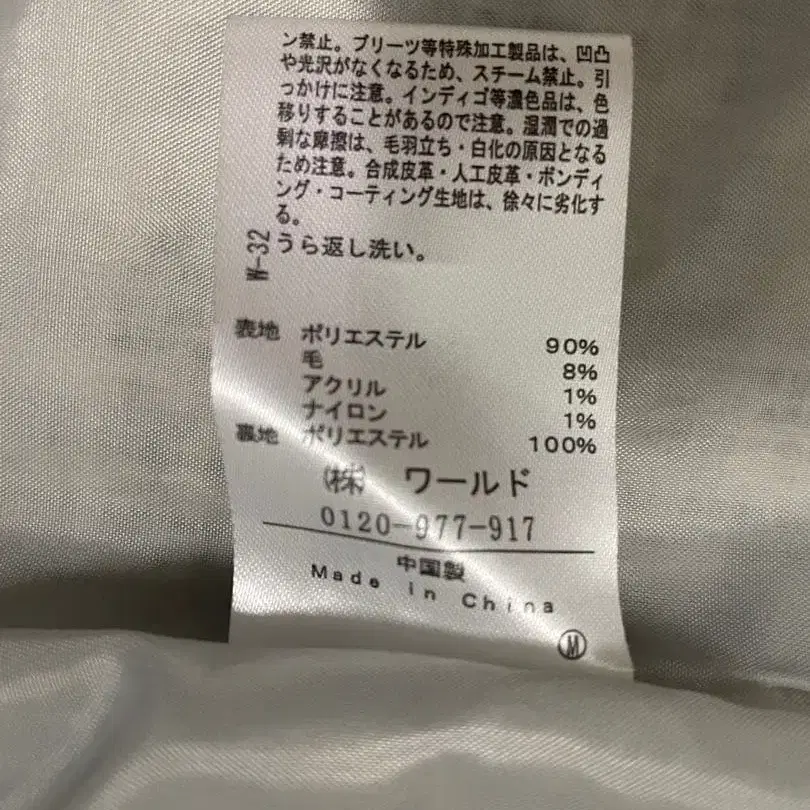 ン禁止。プリーツ等特殊加工製品は、凹凸
や光沢がなくなるため、スチーム禁止。引
っかけに注意。インディゴ等濃色品は、色
移りすることがあるので注意。湿潤での過
剰な摩擦は、毛羽立ち・白化の原因となる
ため注意。合成皮革・人工皮革・ボンディ
ング・コーティング生地は、徐々に劣化す
る。
うら返し洗い。
W-32
表地 ポリエステル 90%
毛 8%
アクリル 1%
ナイロン 1%
裏地 ポリエステル 100%
(株) ワールド
0120-977-917
中国製
Made in China
M